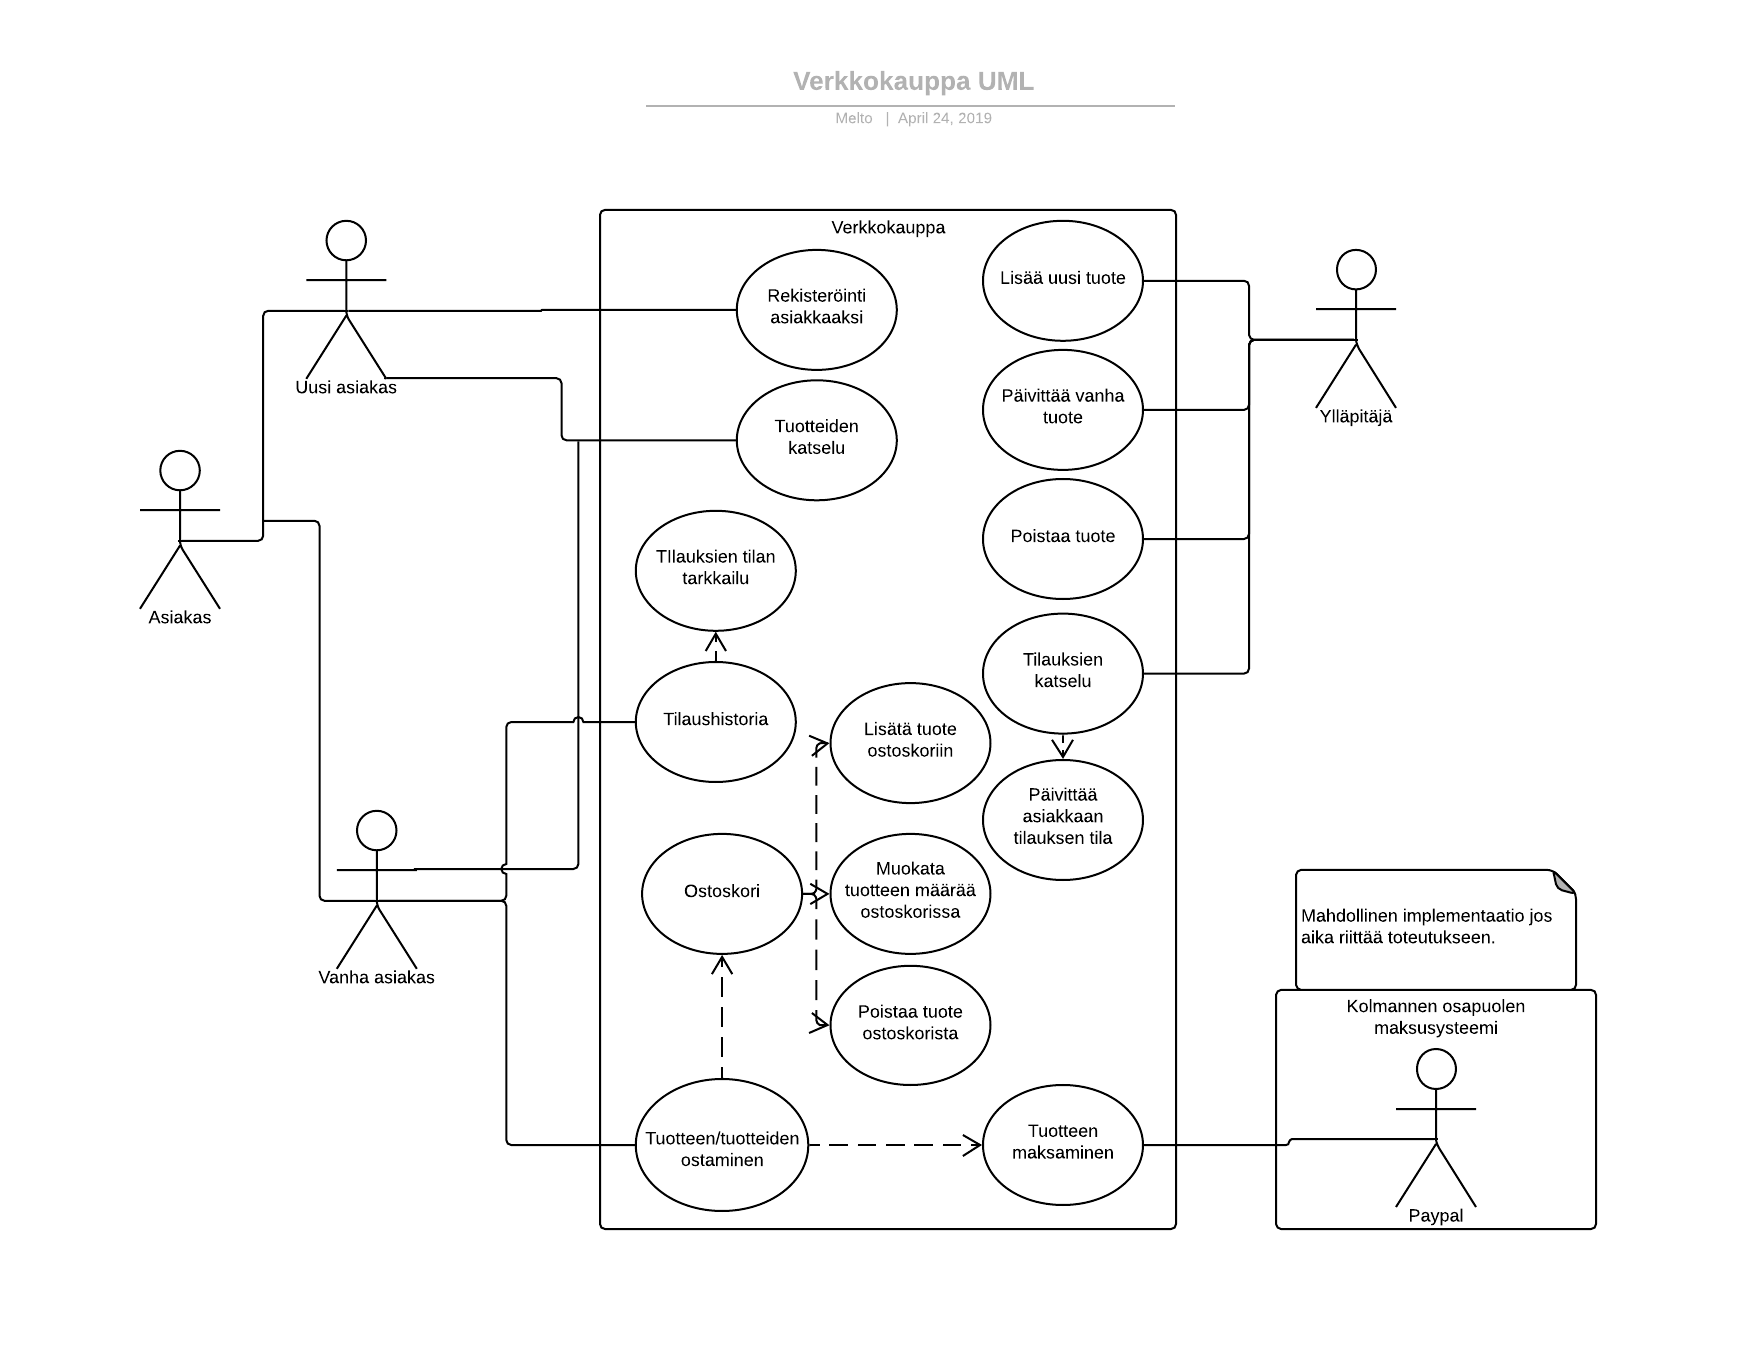 Verkkokauppa UML
Melto | April 24, 2019
Verkkokauppa
Rekisteröinti
asiakkaaksi
Lisää uusi tuote
Uusi asiakas
Tuotteiden
katselu
Päivittää vanha
tuote
Ylläpitäjä
Asiakas
TIlauksien tilan
tarkkailu
Poistaa tuote
Tilaushistoria
Tilauksien
katselu
Lisätä tuote
ostoskoriin
Päivittää
asiakkaan
tilauksen tila
Vanha asiakas
Ostoskori
Muokata
tuotteen määrää
ostoskorissa
Mahdollinen implementaatio jos
aika riittää toteutukseen.
Poistaa tuote
ostoskorista
Kolmannen osapuolen
maksusysteemi
Tuotteen/tuotteiden
ostaminen
Tuotteen
maksaminen
Paypal